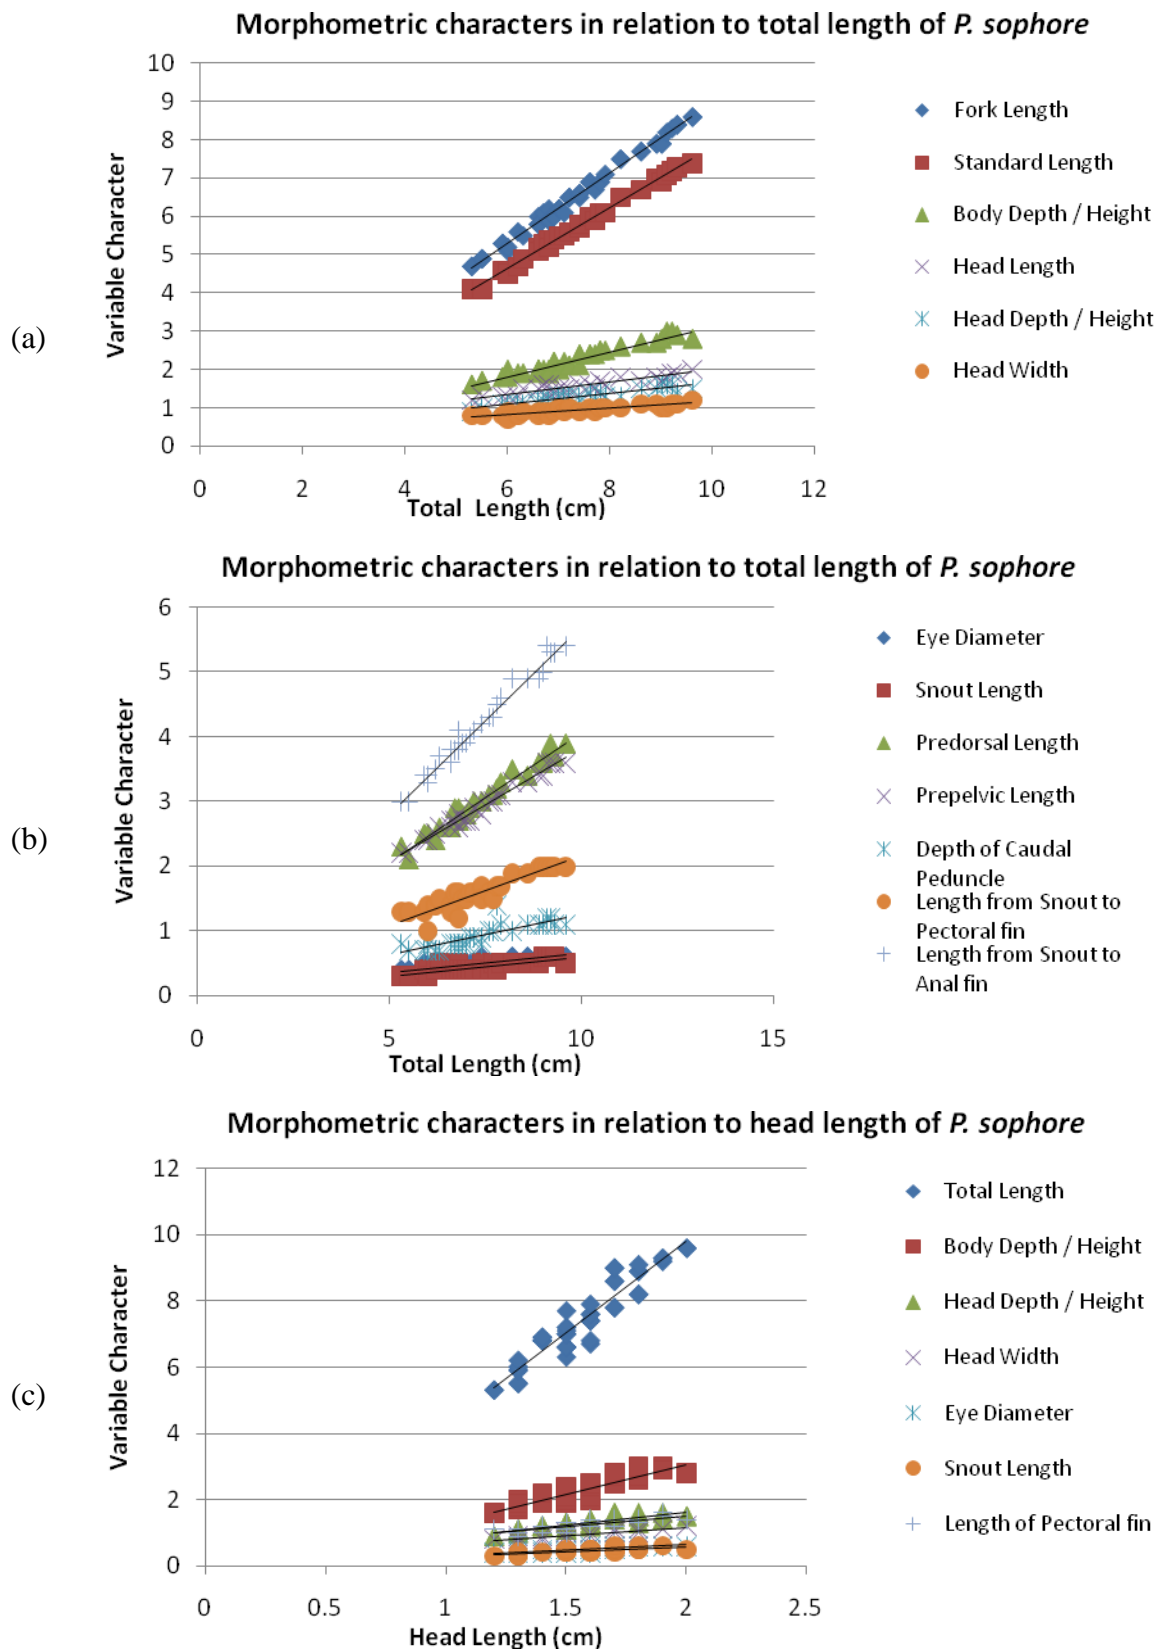 Morphometric characters in relation to total length of P. sophore
(a)
Variable Character
10
9
8
7
6
5
4
3
2
1
0
0 2 4 6 8 10 12
Total Length (cm)
Fork Length
Standard Length
Body Depth / Height
Head Length
Head Depth / Height
Head Width
Morphometric characters in relation to total length of P. sophore
(b)
Variable Character
6
5
4
3
2
1
0
0 5 10 15
Total Length (cm)
Eye Diameter
Snout Length
Predorsal Length
Prepelvic Length
Depth of Caudal
Peduncle
Length from Snout to
Pectoral fin
Length from Snout to
Anal fin
Morphometric characters in relation to head length of P. sophore
(c)
Variable Character
12
10
8
6
4
2
0
0 0.5 1 1.5 2 2.5
Head Length (cm)
Total Length
Body Depth / Height
Head Depth / Height
Head Width
Eye Diameter
Snout Length
Length of Pectoral fin